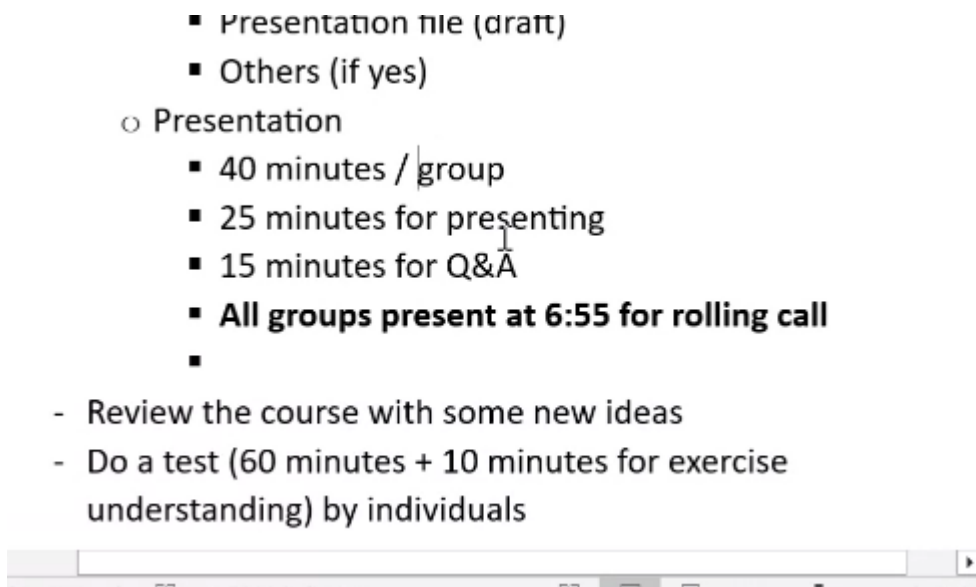 Presentation file (draft)
Others (if yes)
Presentation
40 minutes / group
25 minutes for presenting
15 minutes for Q&A
All groups present at 6:55 for rolling call
- Review the course with some new ideas
- Do a test (60 minutes + 10 minutes for exercise
understanding) by individuals